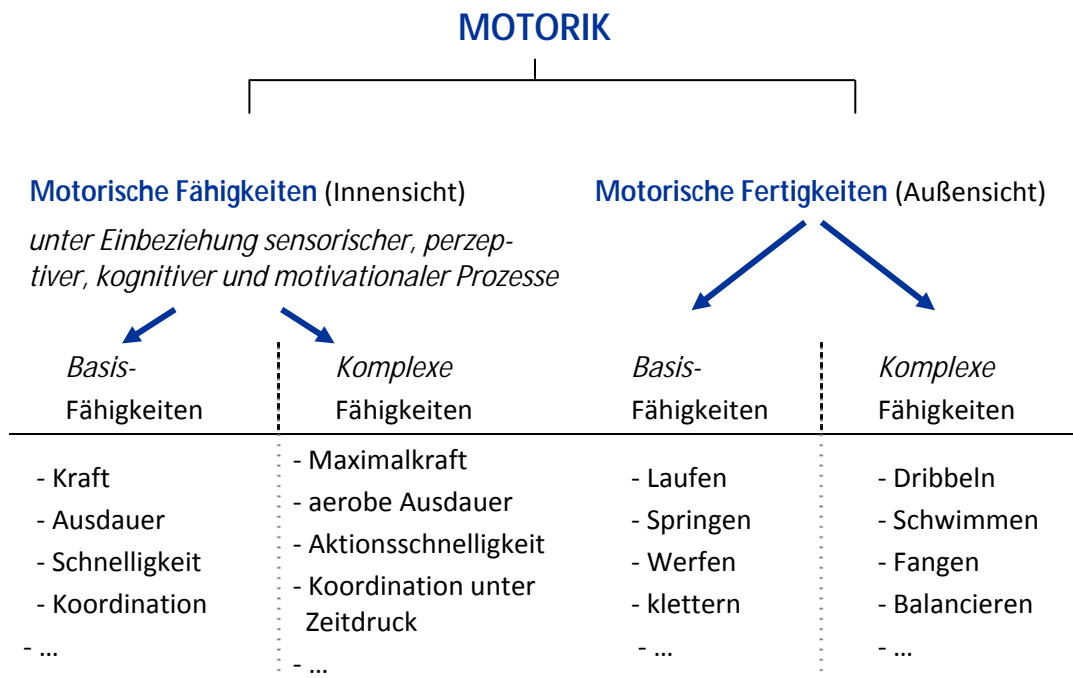 MOTORIK
Motorische Fähigkeiten (Innensicht)
unter Einbeziehung sensorischer, perzep-
tiver, kognitiver und motivationaler Prozesse
Motorische Fertigkeiten (Außensicht)
Basis-
Fähigkeiten
Komplexe
Fähigkeiten
Basis-
Fähigkeiten
Komplexe
Fähigkeiten
- Kraft
- Ausdauer
- Schnelligkeit
- Koordination
- ...
- Maximalkraft
- aerobe Ausdauer
- Aktionsschnelligkeit
- Koordination unter
Zeitdruck
- ...
- Laufen
- Springen
- Werfen
- klettern
- ...
- Dribbeln
- Schwimmen
- Fangen
- Balancieren
- ...